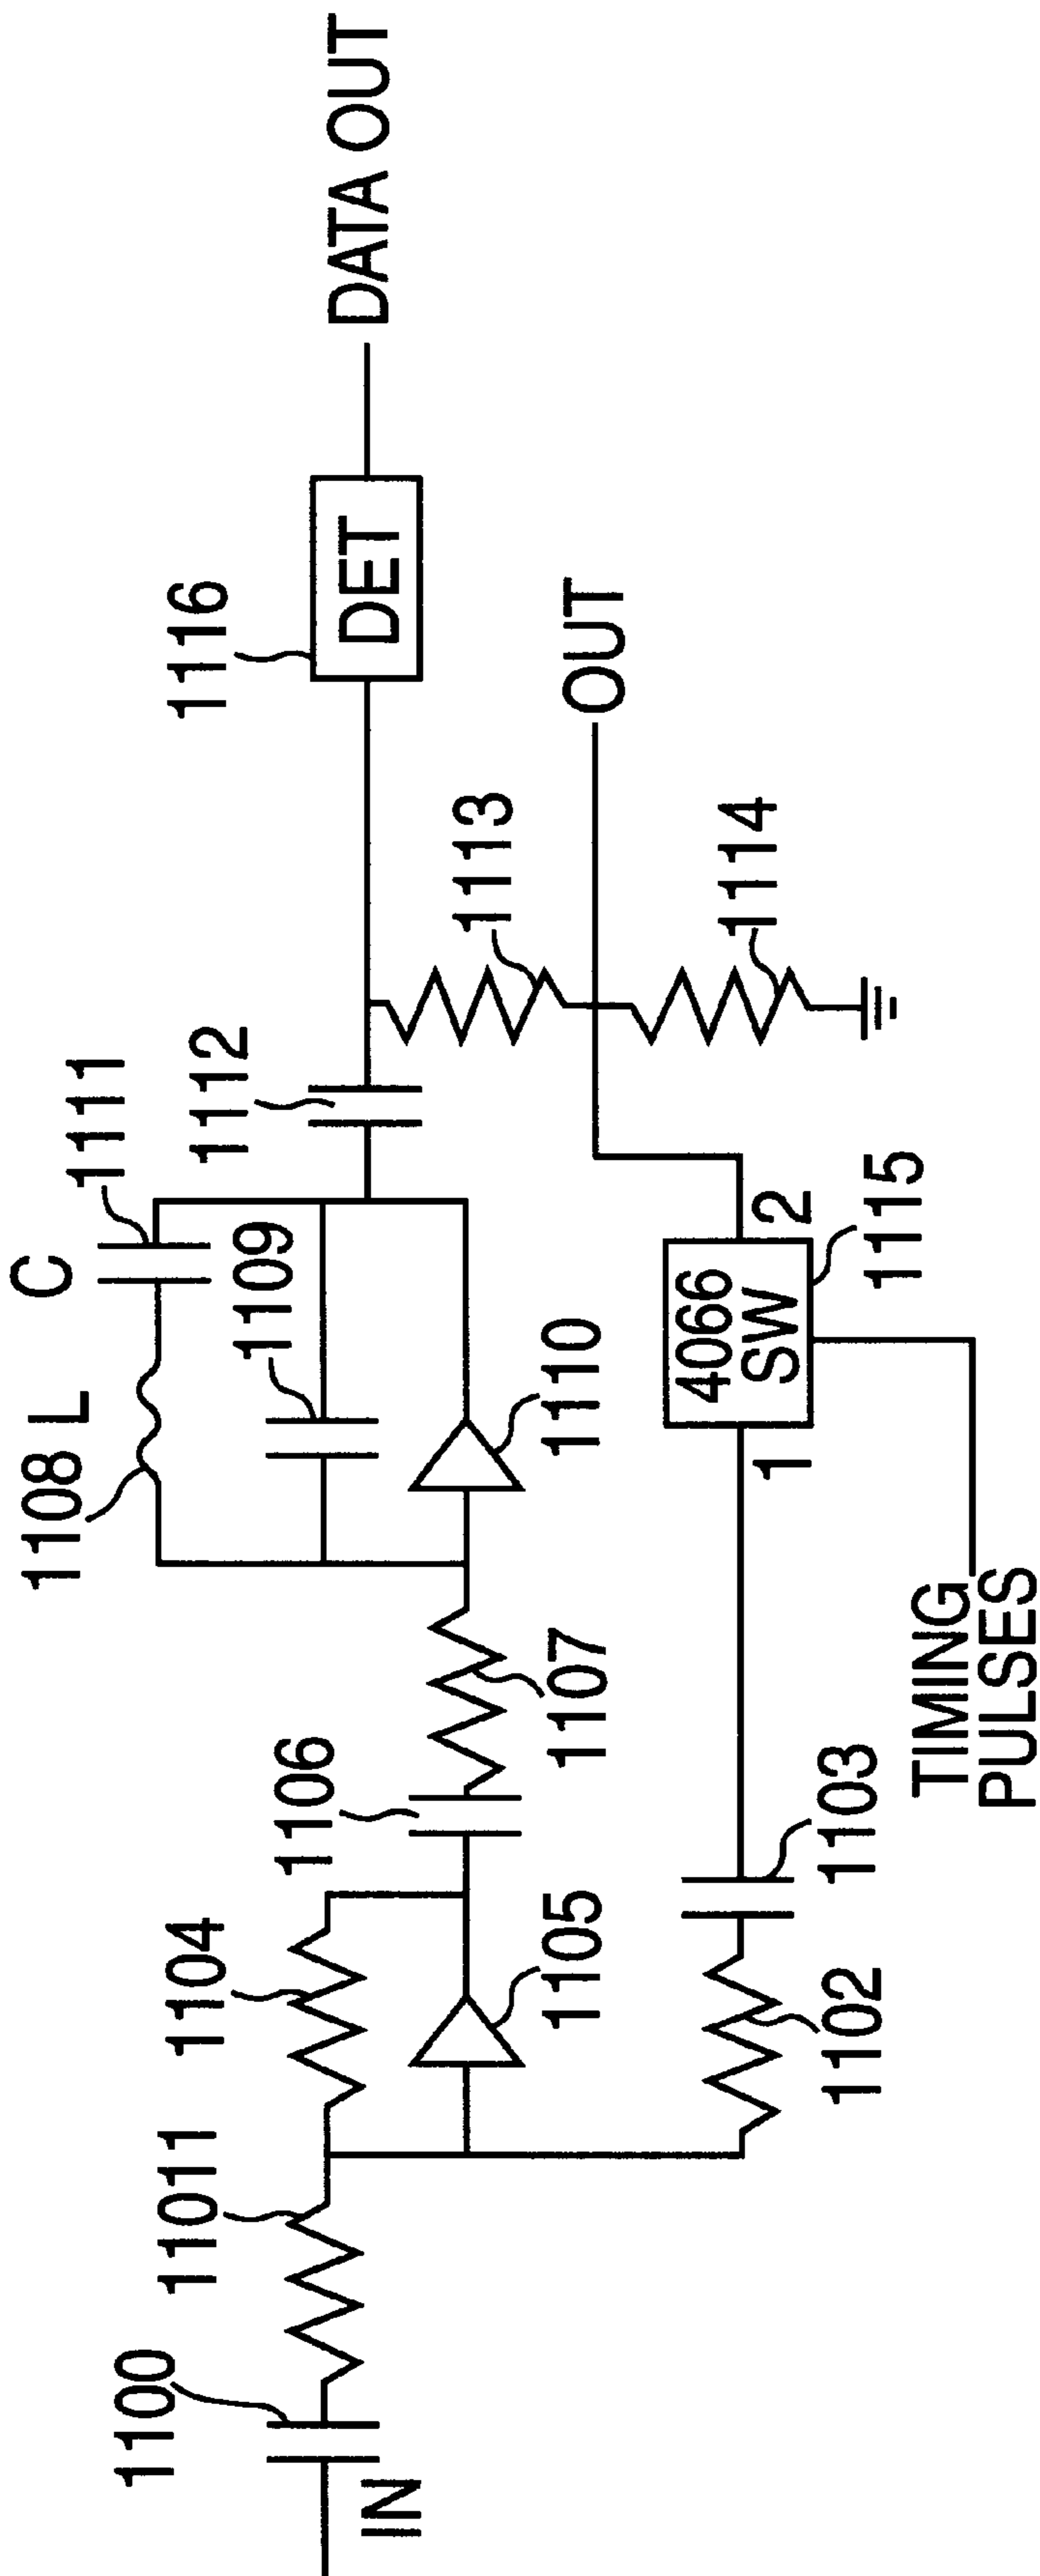 1108 L
C
1111
1100
11011
1104
1106
1109
1112
1116
DATA OUT
DET
IN
1105
1107
1110
1113
OUT
4066
SW
1
2
1102
1103
1115
1114
TIMING
PULSES